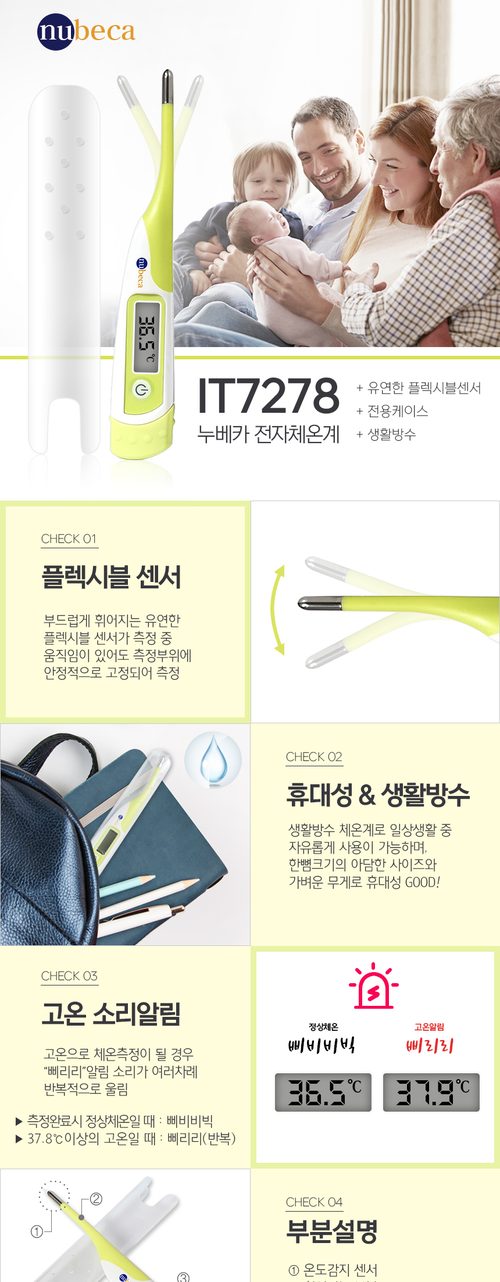 nubeca
nubeca
36.5℃
IT7278
누베카 전자체온계
+ 유연한 플렉시블센서
+ 전용케이스
+ 생활방수
CHECK 01
플렉시블 센서
부드럽게 휘어지는 유연한
플렉시블 센서가 측정 중
움직임이 있어도 측정부위에
안정적으로 고정되어 측정
CHECK 02
휴대성 & 생활방수
생활방수 체온계로 일상생활 중
자유롭게 사용이 가능하며,
한뼘크기의 아담한 사이즈와
가벼운 무게로 휴대성 GOOD!
CHECK 03
고온 소리알림
고온으로 체온측정이 될 경우
"삐리리"알림 소리가 여러차례
반복적으로 울림
▶ 측정완료시 정상체온일 때 : 삐비비빅
▶ 37.8℃이상의 고온일 때 : 삐리리(반복)
정상체온
삐비비빅
36.5℃
고온알림
삐리리
37.9℃
①
②
③
CHECK 04
부분설명
① 온도감지 센서